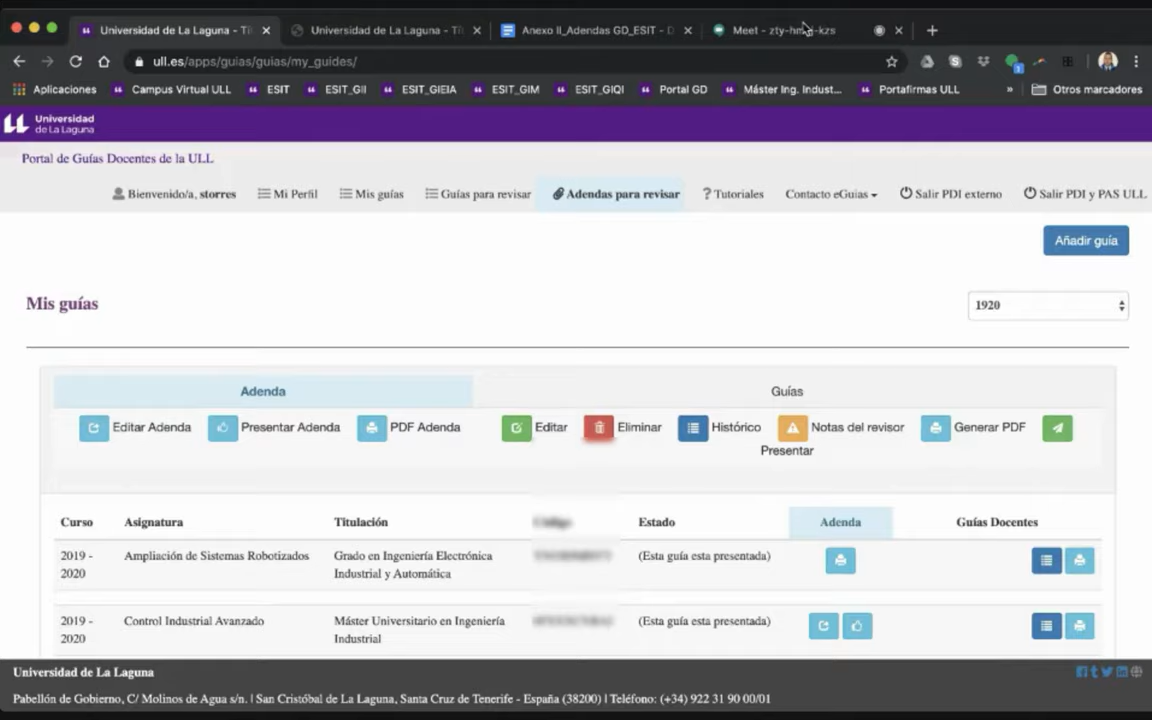 Universidad de La Laguna - Ti
Universidad de La Laguna - Ti
Anexo II_Adendas GD_ESIT - D
Meet -
ull.es/apps/guias/guias/my_guides/
Aplicaciones
Campus Virtual ULL
ESIT
ESIT_GII
ESIT_GIEIA
ESIT_GIM
ESIT_GIQI
Portal GD
Máster Ing. Indust...
Portafirmas ULL
»
Otros marcadores
Universidad
de La Laguna
Portal de Guías Docentes de la ULL
Bienvenido/a, storres
Mi Perfil
Mis guías
Guías para revisar
Adendas para revisar
? Tutoriales
Contacto eGuias
Salir PDI externo
Salir PDI y PAS ULL
Añadir guía
Mis guías
1920
Adenda
Guías
Editar Adenda
Presentar Adenda
PDF Adenda
Editar
Eliminar
Histórico
Notas del revisor
Generar PDF
Presentar
Curso
Asignatura
Titulación
Estado
Adenda
Guías Docentes
2019 -
2020
Ampliación de Sistemas Robotizados
Grado en Ingeniería Electrónica
Industrial y Automática
(Esta guía esta presentada)
2019 -
2020
Control Industrial Avanzado
Máster Universitario en Ingeniería
Industrial
(Esta guía esta presentada)
Universidad de La Laguna
Pabellón de Gobierno, C/ Molinos de Agua s/n. | San Cristóbal de La Laguna, Santa Cruz de Tenerife - España (38200) | Teléfono: (+34) 922 31 90 00/01